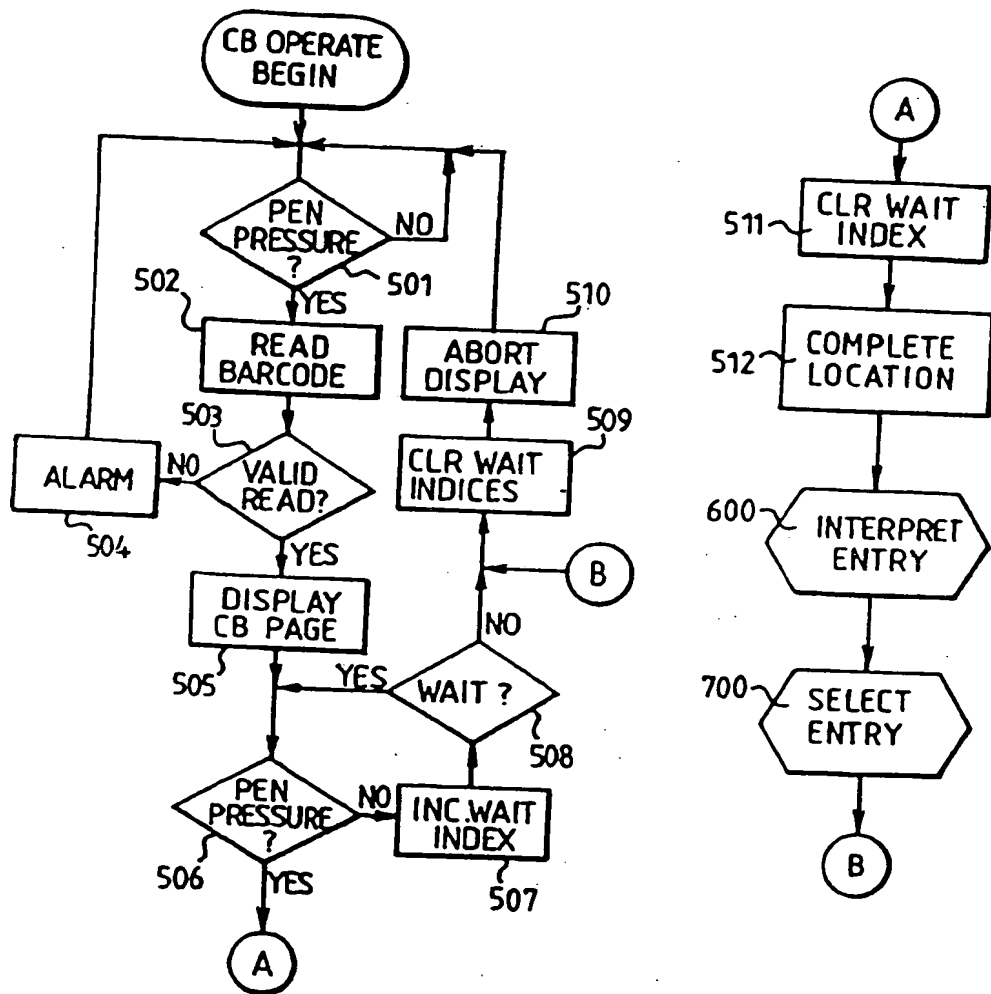 CB OPERATE
BEGIN
PEN
PRESSURE
?
NO
501
YES
502
READ
BARCODE
503
VALID
READ?
NO
ALARM
504
YES
DISPLAY
CB PAGE
505
PEN
PRESSURE
?
506
NO
YES
A
INC.WAIT
INDEX
507
WAIT ?
508
YES
NO
B
CLR WAIT
INDICES
509
ABORT
DISPLAY
510
A
CLR WAIT
INDEX
511
COMPLETE
LOCATION
512
INTERPRET
ENTRY
600
SELECT
ENTRY
700
B